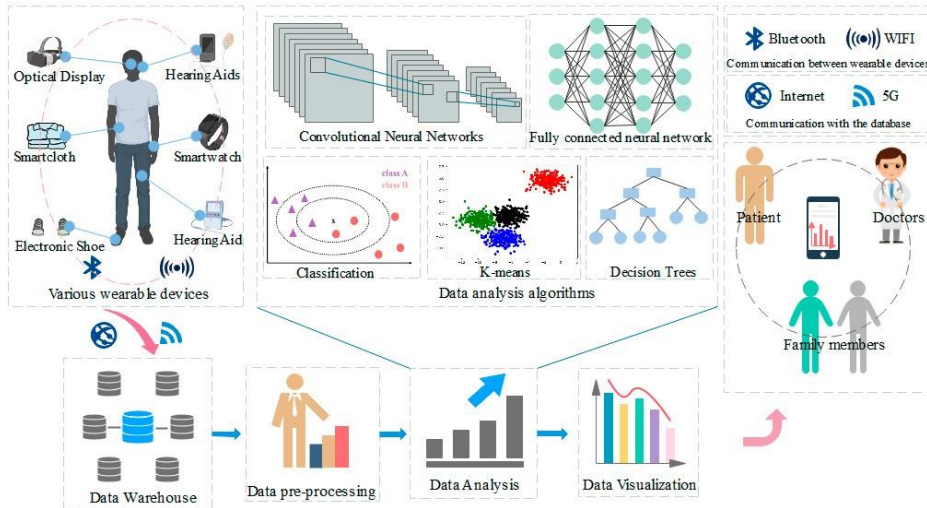 Optical Display
Hearing Aids
Smartcloth
Smartwatch
Electronic Shoe
HearingAid
Various wearable devices
Convolutional Neural Networks
Fully connected neural network
class A
class B
x
Classification
K-means
Decision Trees
Data analysis algorithms
Bluetooth
WIFI
Communication between wearable devices
Internet
5G
Communication with the database
Patient
Doctors
Family members
Data Warehouse
Data pre-processing
Data Analysis
Data Visualization